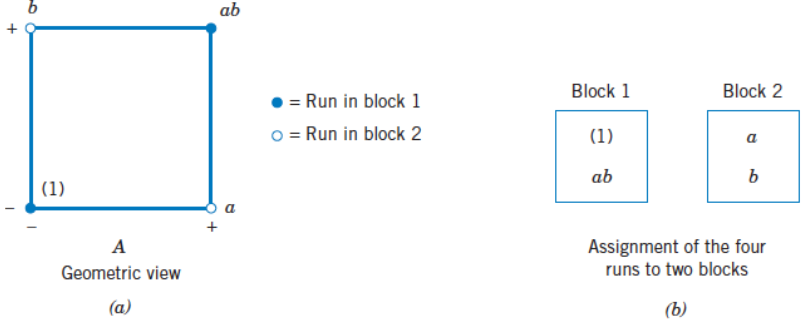 b
ab
+
(1)
−
a
−
+
A
Geometric view
(a)
= Run in block 1
= Run in block 2
Block 1
(1)
ab
Block 2
a
b
Assignment of the four
runs to two blocks
(b)